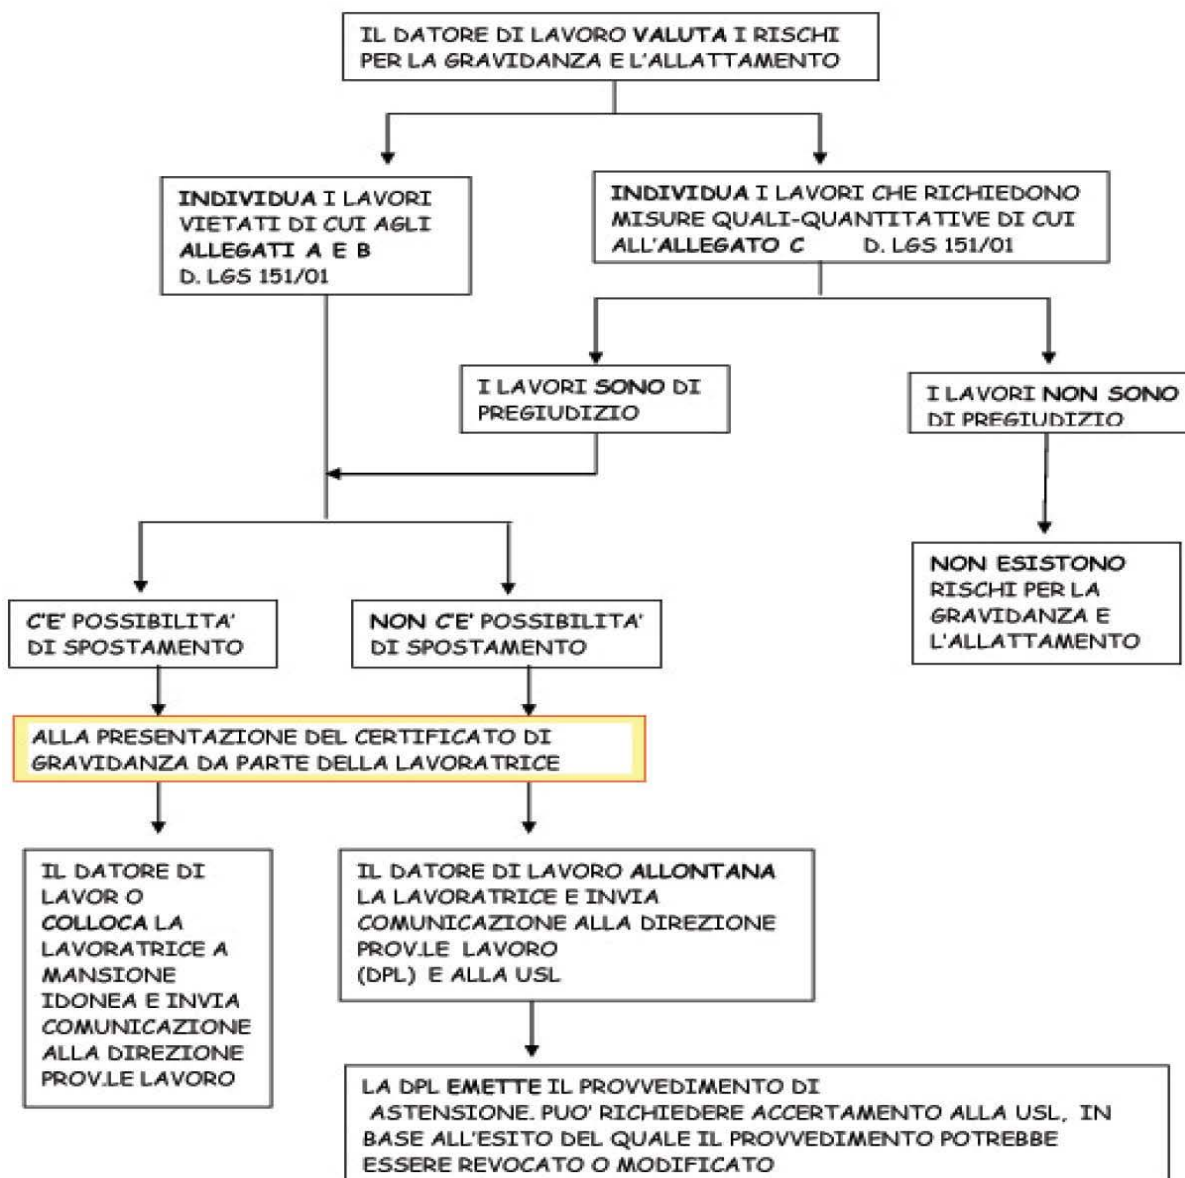 IL DATORE DI LAVORO VALUTA I RISCHI
PER LA GRAVIDANZA E L'ALLATTAMENTO
INDIVIDUA I LAVORI
VIETATI DI CUI AGLI
ALLEGATI A E B
D. LGS 151/01
INDIVIDUA I LAVORI CHE RICHIEDONO
MISURE QUALI-QUANTITATIVE DI CUI
ALL'ALLEGATO C D. LGS 151/01
I LAVORI SONO DI
PREGIUDIZIO
I LAVORI NON SONO
DI PREGIUDIZIO
NON ESISTONO
RISCHI PER LA
GRAVIDANZA E
L'ALLATTAMENTO
C'E' POSSIBILITA'
DI SPOSTAMENTO
NON C'E' POSSIBILITA'
DI SPOSTAMENTO
ALLA PRESENTAZIONE DEL CERTIFICATO DI
GRAVIDANZA DA PARTE DELLA LAVORATRICE
IL DATORE DI
LAVOR O
COLLOCA LA
LAVORATRICE A
MANSIONE
IDONEA E INVIA
COMUNICAZIONE
ALLA DIREZIONE
PROV.LE LAVORO
IL DATORE DI LAVORO ALLONTANA
LA LAVORATRICE E INVIA
COMUNICAZIONE ALLA DIREZIONE
PROV.LE LAVORO
(DPL) E ALLA USL
LA DPL EMETTE IL PROVVEDIMENTO DI
ASTENSIONE. PUO' RICHIEDERE ACCERTAMENTO ALLA USL, IN
BASE ALL'ESITO DEL QUALE IL PROVVEDIMENTO POTREBBE
ESSERE REVOCATO O MODIFICATO